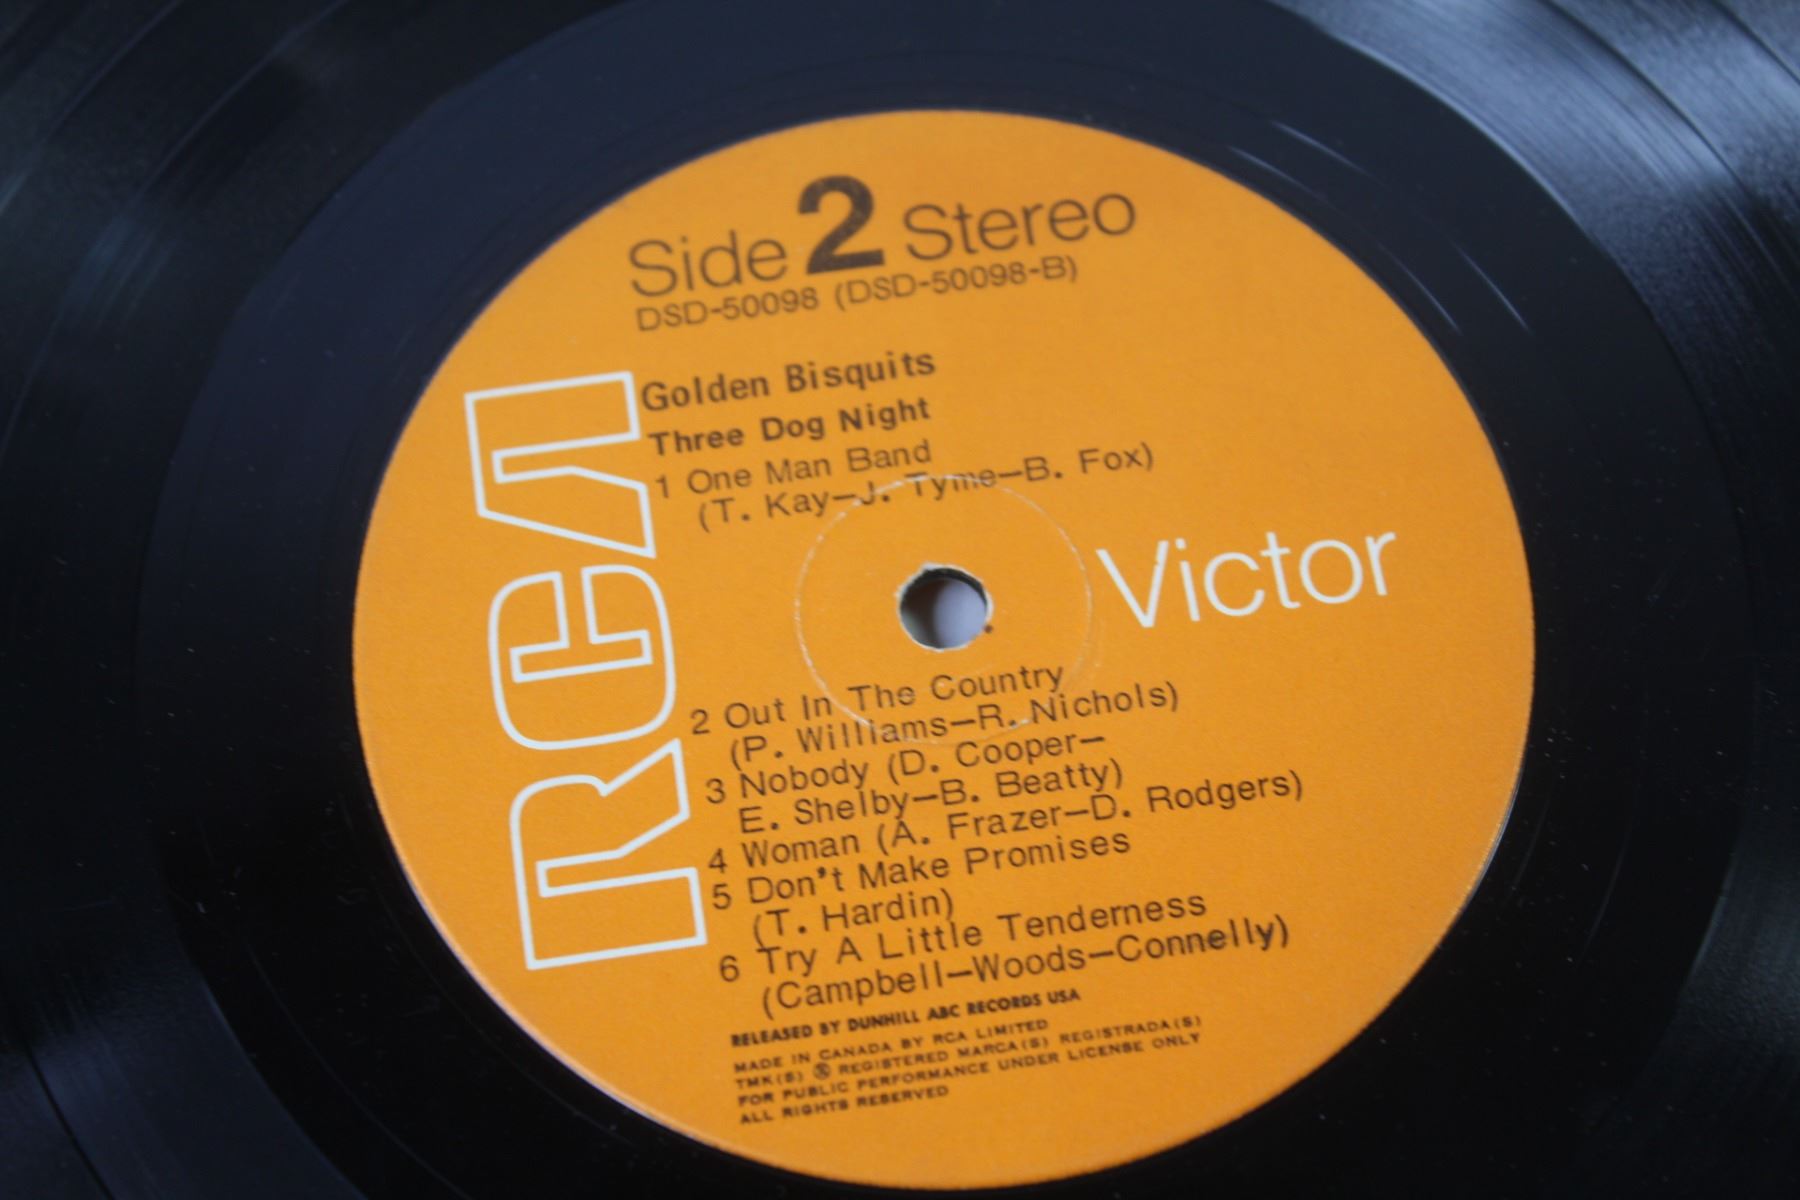 Side 2 Stereo
DSD-50098 (DSD-50098-B)
Golden Bisquits
Three Dog Night
1 One Man Band
(T. Kay—J. Tyme—B. Fox)
RCA
Victor
2 Out In The Country
(P. Williams—R. Nichols)
3 Nobody (D. Cooper—
E. Shelby—B. Beatty)
4 Woman (A. Frazer—D. Rodgers)
5 Don't Make Promises
(T. Hardin)
6 Try A Little Tenderness
(Campbell—Woods—Connelly)
RELEASED BY DUNHILL ABC RECORDS USA
MADE IN CANADA BY RCA LIMITED
TMK(S) ® REGISTERED MARCA(S) REGISTRADA(S)
FOR PUBLIC PERFORMANCE UNDER LICENSE ONLY
ALL RIGHTS RESERVED